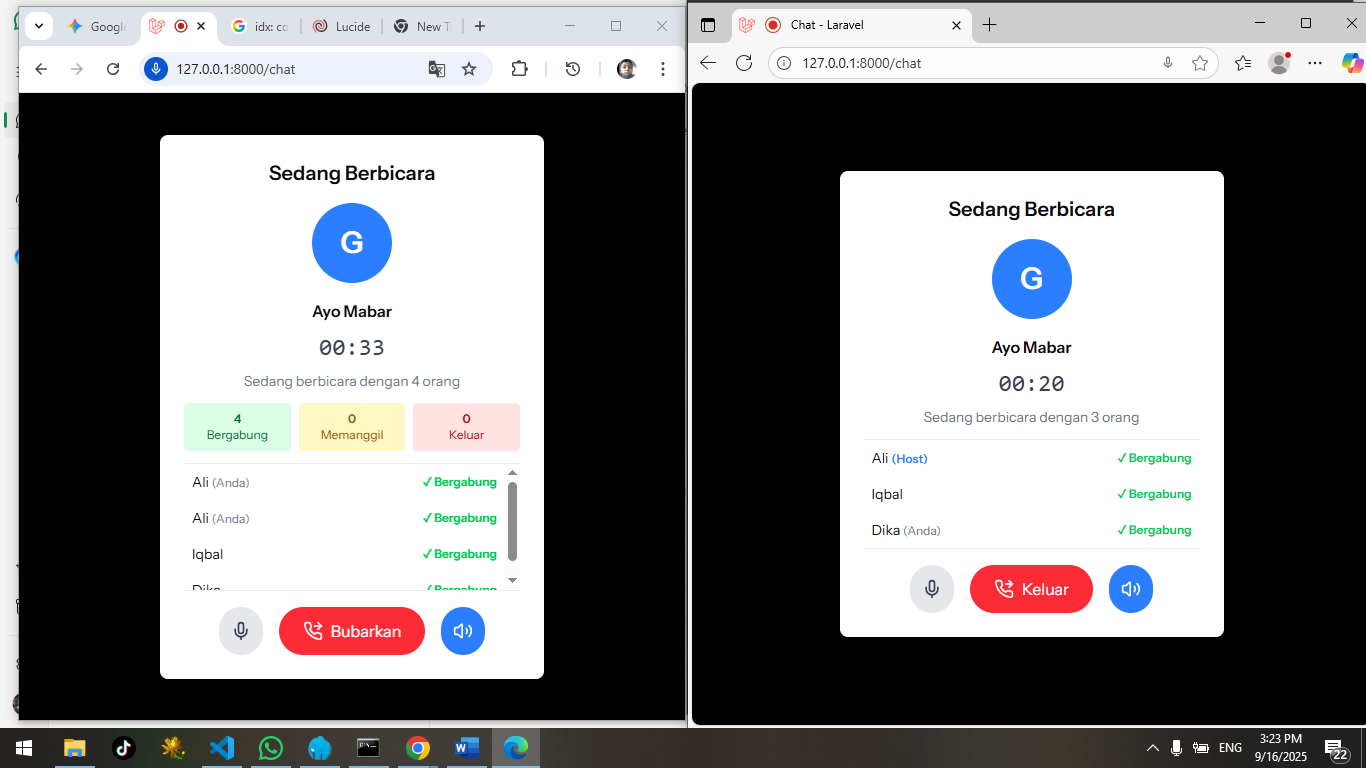 Google
idx: co
Lucide
New T
127.0.0.1:8000/chat
Sedang Berbicara
G
Ayo Mabar
00:33
Sedang berbicara dengan 4 orang
4 0 0
Bergabung Memanggil Keluar
Ali (Anda) ✓ Bergabung
Ali (Anda) ✓ Bergabung
Iqbal ✓ Bergabung
Dika ✓ Bergabung
Bubarkan
Chat - Laravel
127.0.0.1:8000/chat
Sedang Berbicara
G
Ayo Mabar
00:20
Sedang berbicara dengan 3 orang
Ali (Host) ✓ Bergabung
Iqbal ✓ Bergabung
Dika (Anda) ✓ Bergabung
Keluar
ENG
3:23 PM
9/16/2025
22